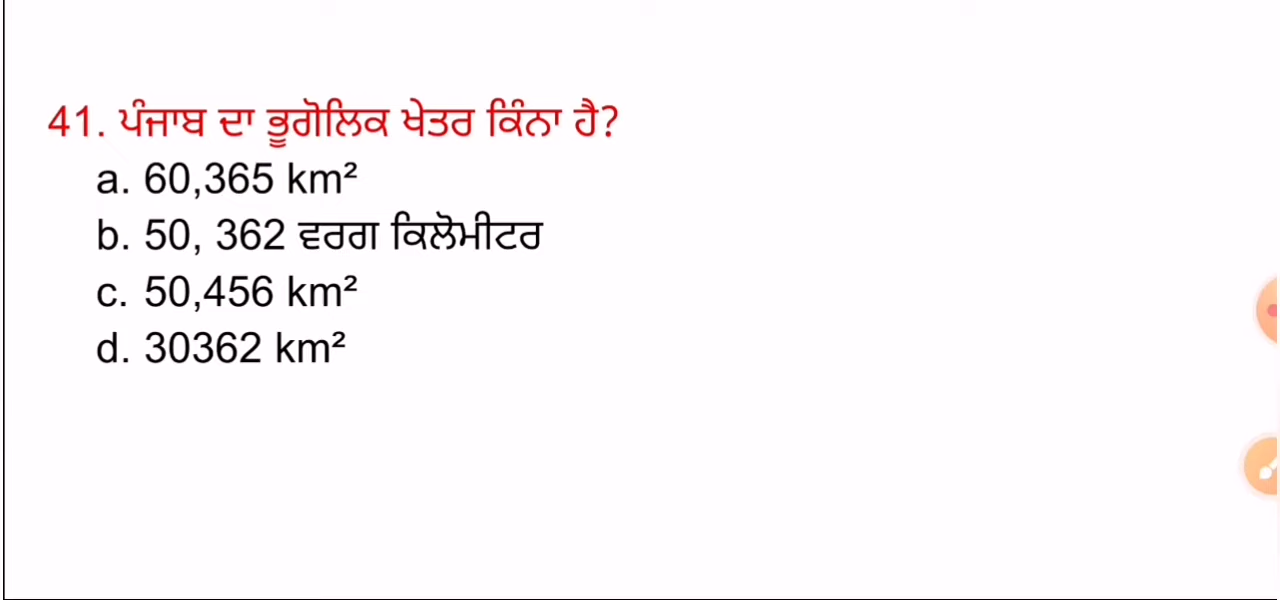 41. ਪੰਜਾਬ ਦਾ ਭੂਗੋਲਿਕ ਖੇਤਰ ਕਿੰਨਾ ਹੈ?
a. 60,365 km²
b. 50, 362 ਵਰਗ ਕਿਲੋਮੀਟਰ
c. 50,456 km²
d. 30362 km²